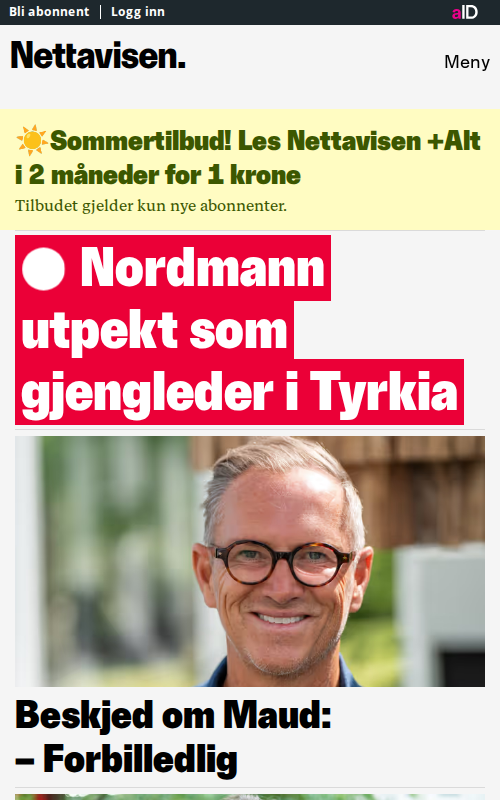 Bli abonnent | Logg inn
aID
Nettavisen.
Meny
☀️Sommertilbud! Les Nettavisen +Alt
i 2 måneder for 1 krone
Tilbudet gjelder kun nye abonnenter.
Nordmann
utpekt som
gjengleder i Tyrkia
Beskjed om Maud:
– Forbilledlig